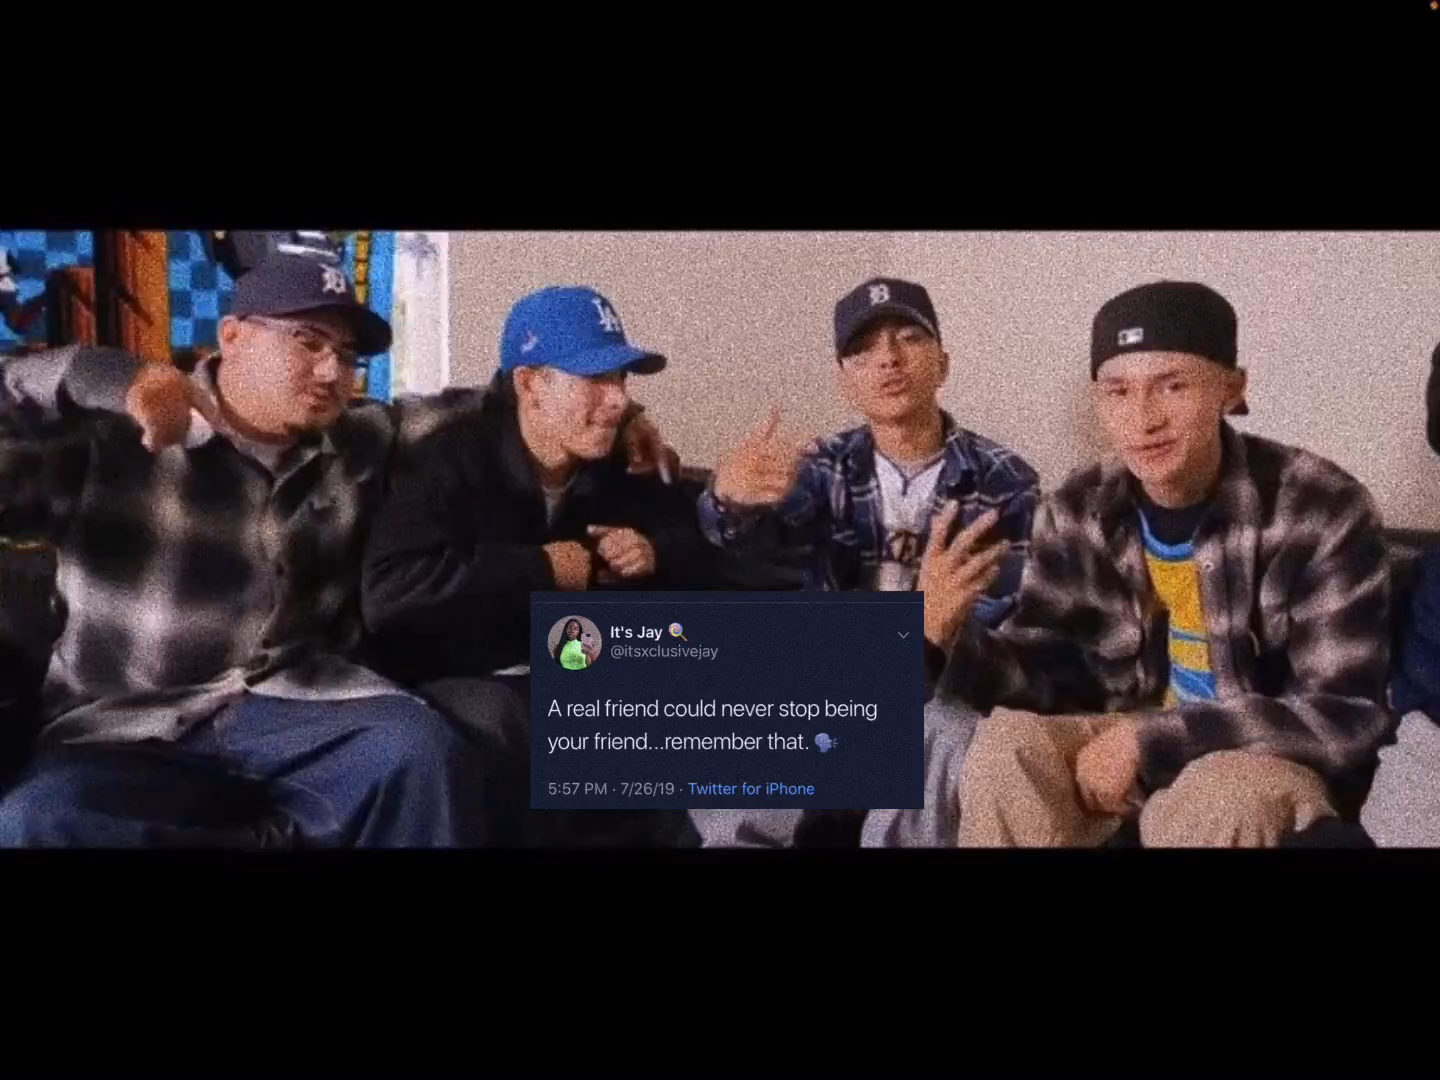 It's Jay 🍭
@itsxclusivejay
A real friend could never stop being
your friend...remember that. 🗣
5:57 PM · 7/26/19 · Twitter for iPhone
LA
B